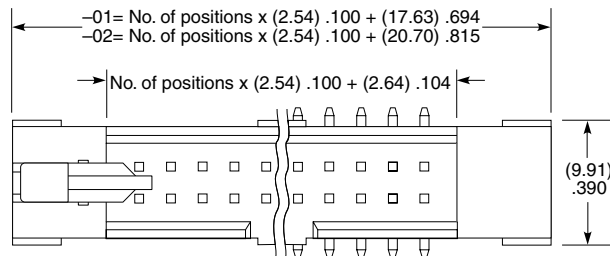 –01= No. of positions x (2.54) .100 + (17.63) .694
–02= No. of positions x (2.54) .100 + (20.70) .815
No. of positions x (2.54) .100 + (2.64) .104
(9.91)
.390